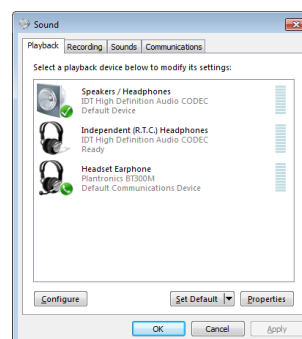 Sound
Playback Recording Sounds Communications
Select a playback device below to modify its settings:
Speakers / Headphones
IDT High Definition Audio CODEC
Default Device
Independent (R.T.C.) Headphones
IDT High Definition Audio CODEC
Ready
Headset Earphone
Plantronics BT300M
Default Communications Device
Configure Set Default Properties
OK Cancel Apply